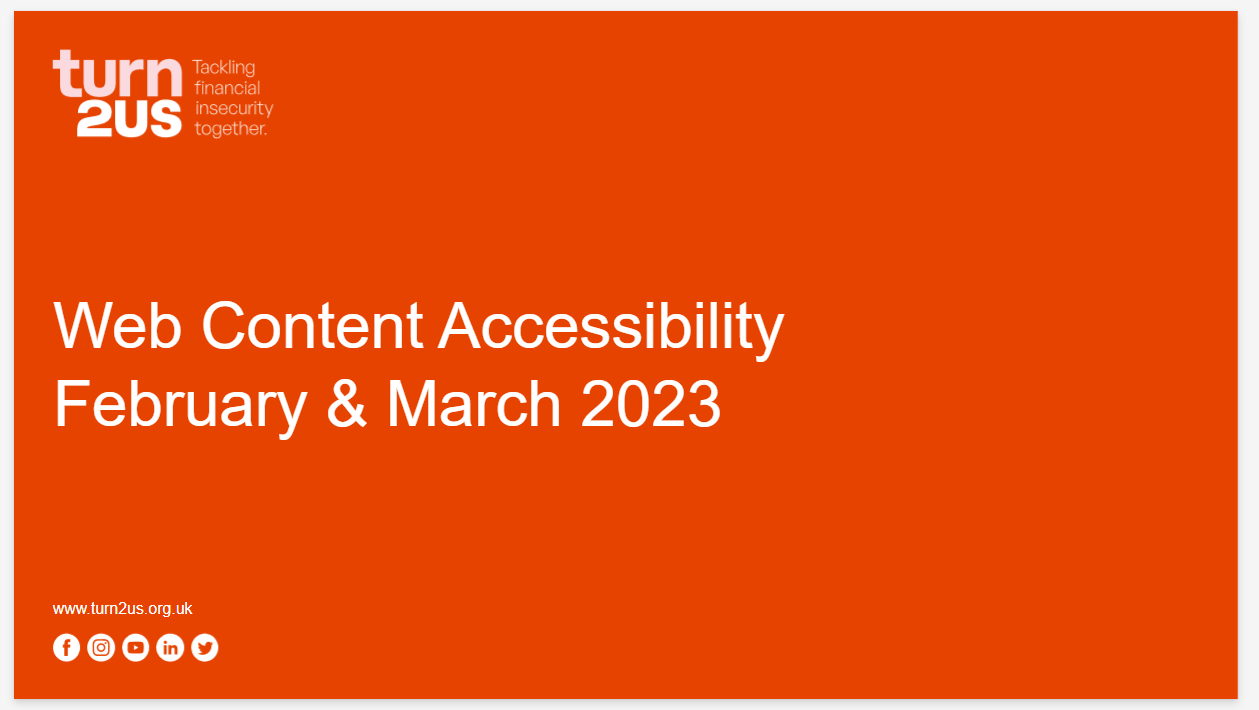 turn
2us
Tackling
financial
insecurity
together.
Web Content Accessibility
February & March 2023
www.turn2us.org.uk